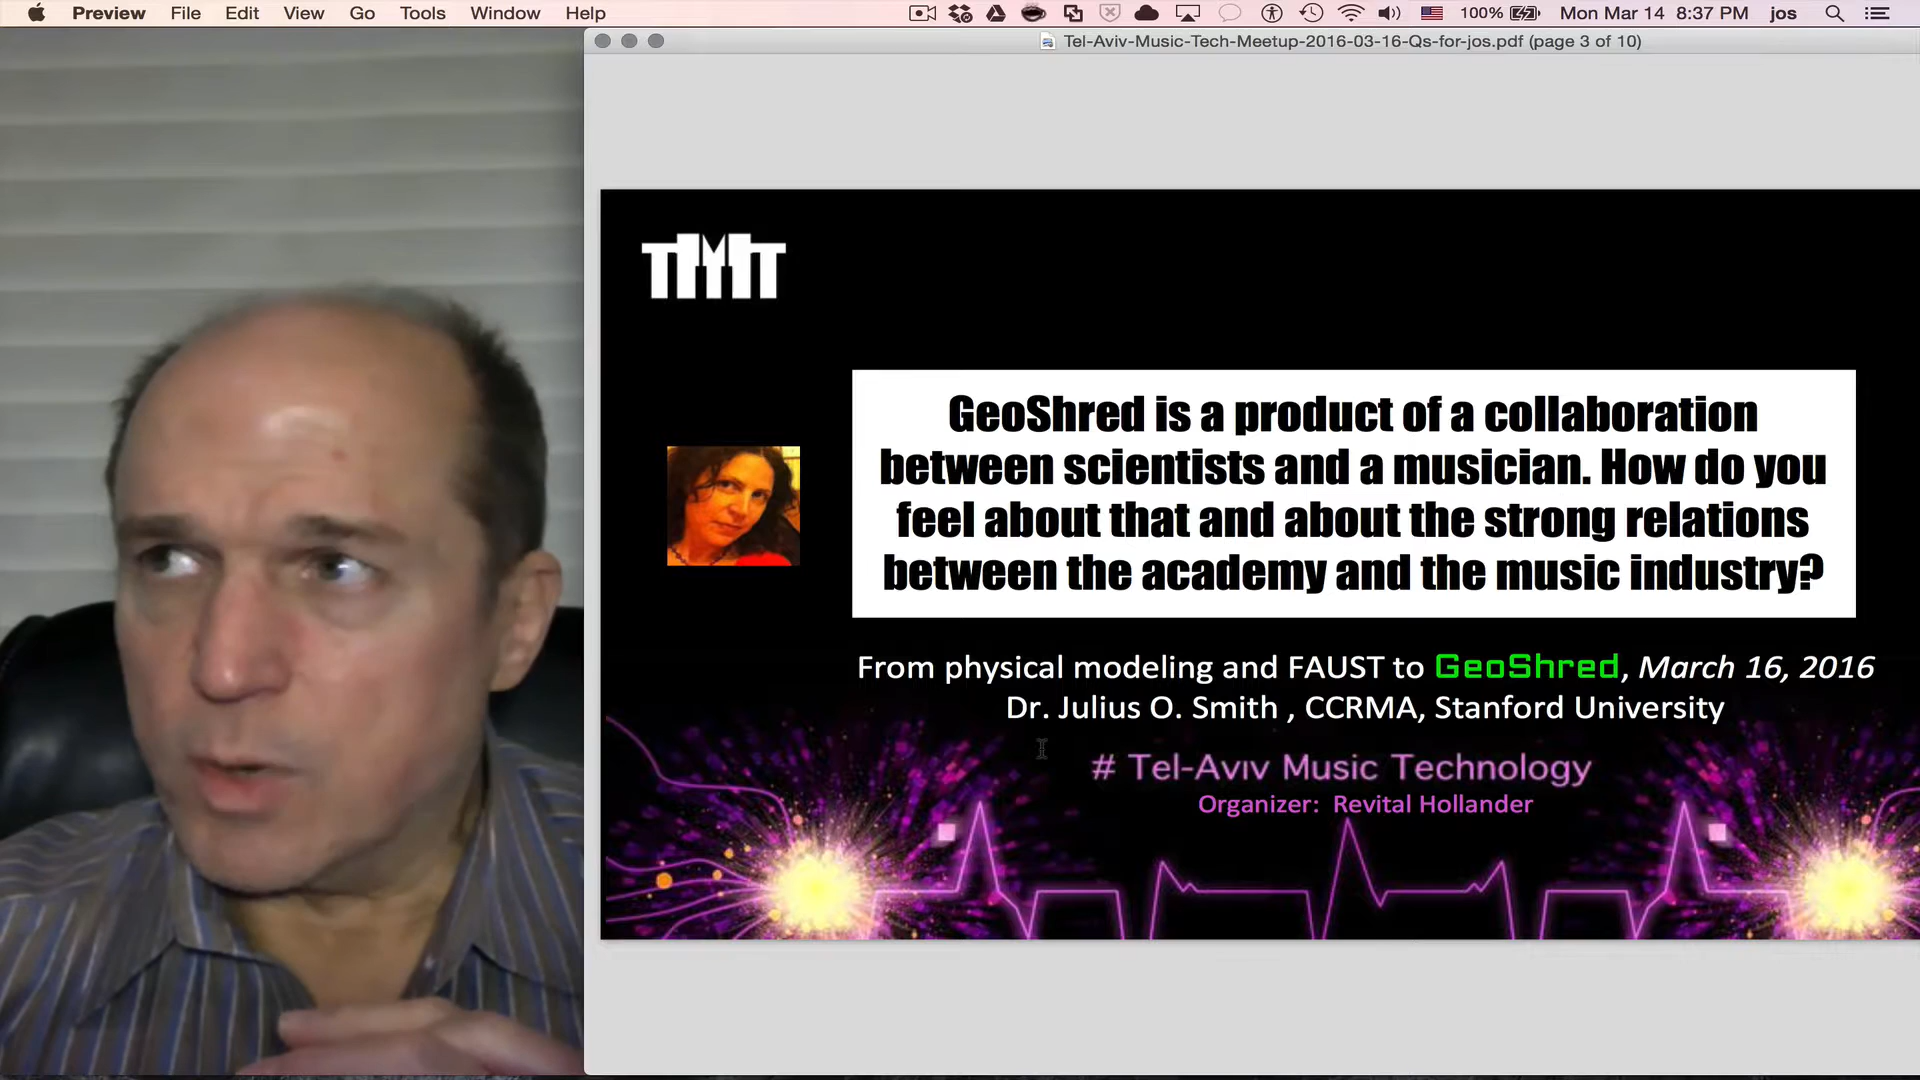 Preview File Edit View Go Tools Window Help 100% Mon Mar 14 8:37 PM jos
Tel-Aviv-Music-Tech-Meetup-2016-03-16-Qs-for-jos.pdf (page 3 of 10)
TMIT
GeoShred is a product of a collaboration
between scientists and a musician. How do you
feel about that and about the strong relations
between the academy and the music industry?
From physical modeling and FAUST to GeoShred, March 16, 2016
Dr. Julius O. Smith , CCRMA, Stanford University
# Tel-Aviv Music Technology
Organizer: Revital Hollander